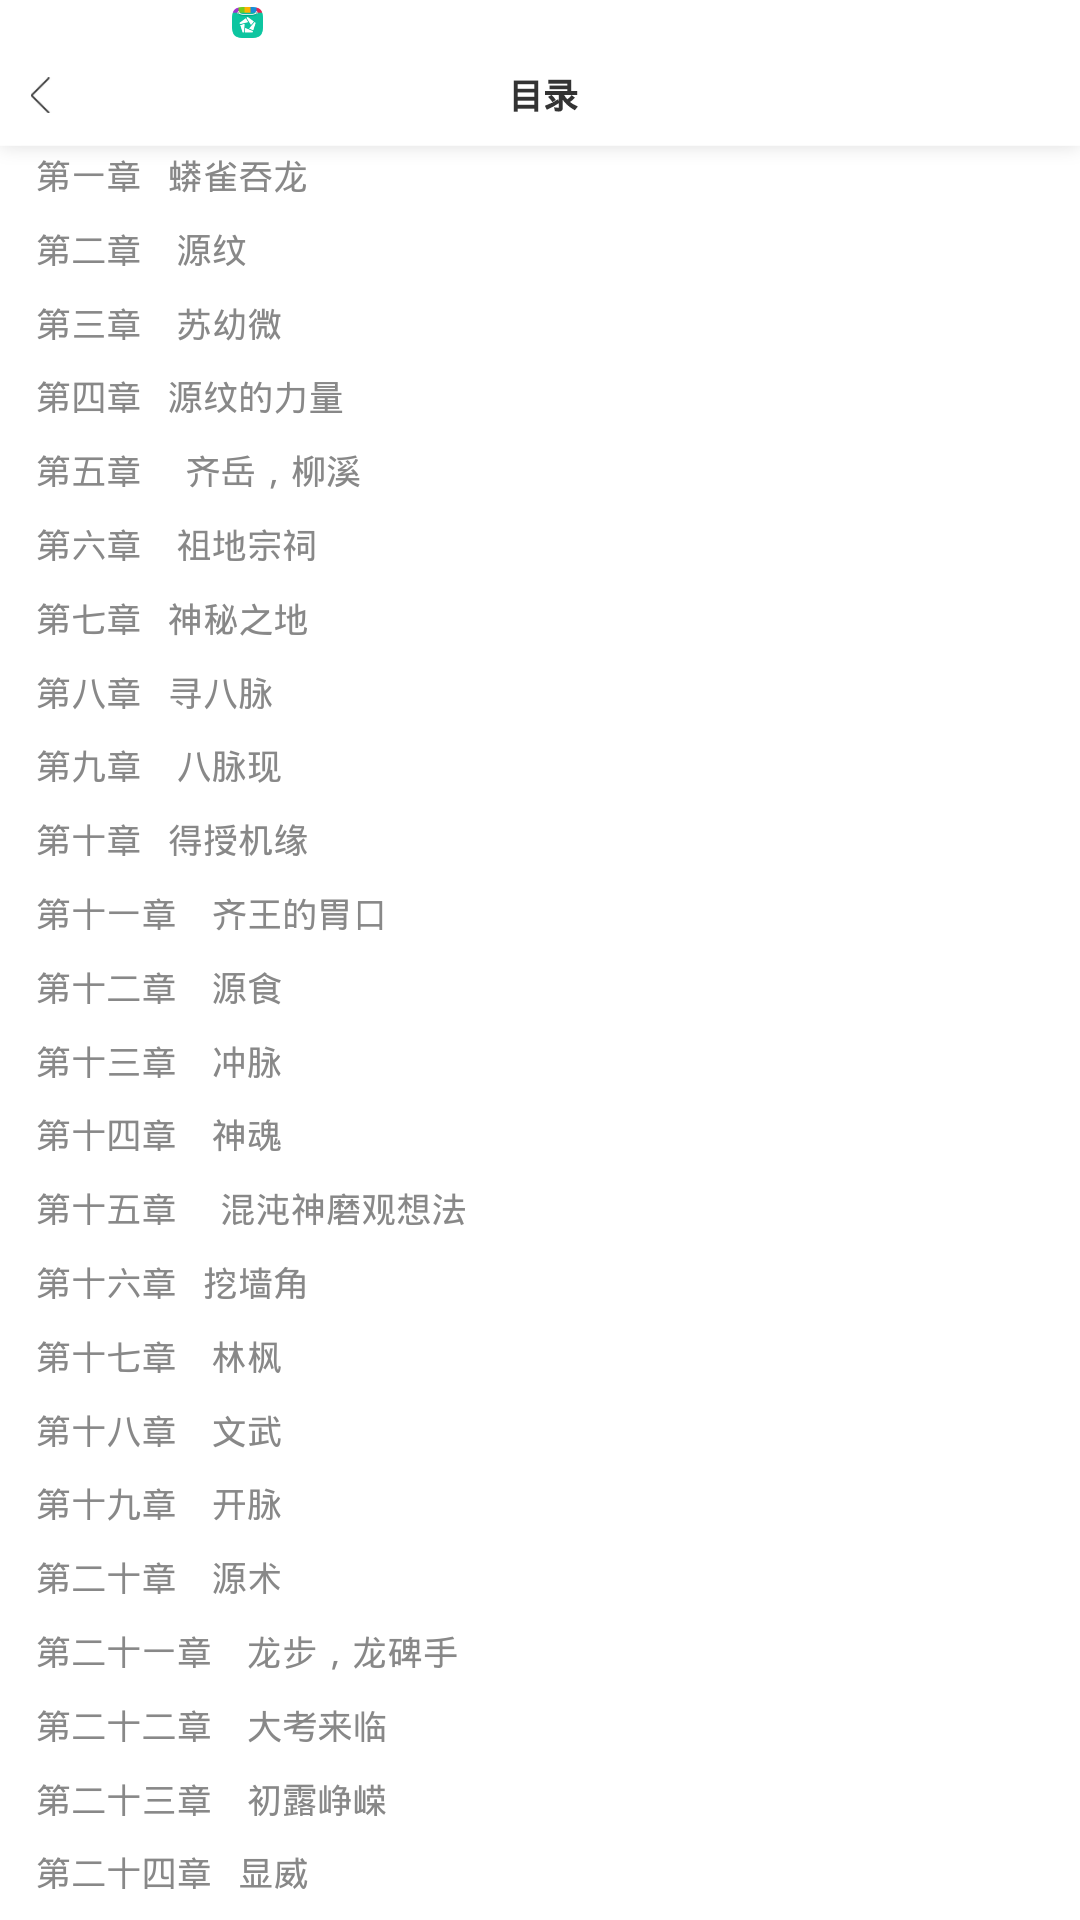 目录
第一章 蟒雀吞龙
第二章 源纹
第三章 苏幼微
第四章 源纹的力量
第五章 齐岳，柳溪
第六章 祖地宗祠
第七章 神秘之地
第八章 寻八脉
第九章 八脉现
第十章 得授机缘
第十一章 齐王的胃口
第十二章 源食
第十三章 冲脉
第十四章 神魂
第十五章 混沌神磨观想法
第十六章 挖墙角
第十七章 林枫
第十八章 文武
第十九章 开脉
第二十章 源术
第二十一章 龙步，龙碑手
第二十二章 大考来临
第二十三章 初露峥嵘
第二十四章 显威